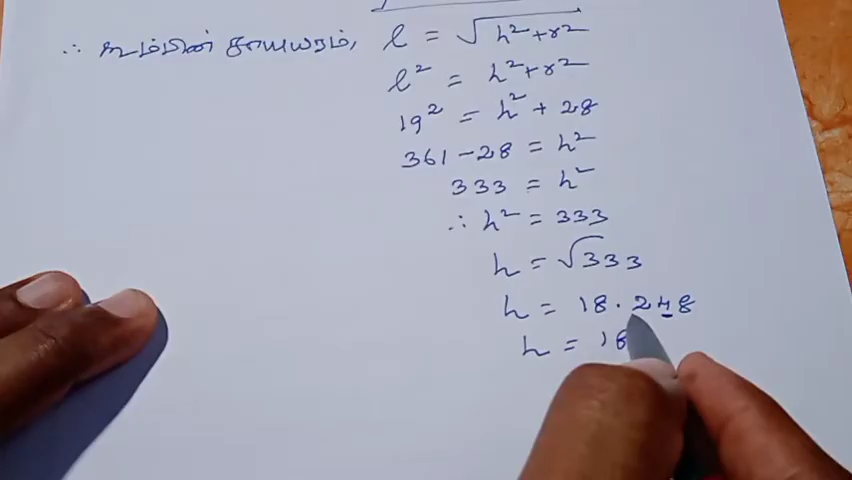 ∴ கூம்பின் சாயுயரம், l = √h²+r²
l² = h²+r²
19² = h² + 28
361 - 28 = h²
333 = h²
∴ h² = 333
h = √333
h = 18.248
h = 18